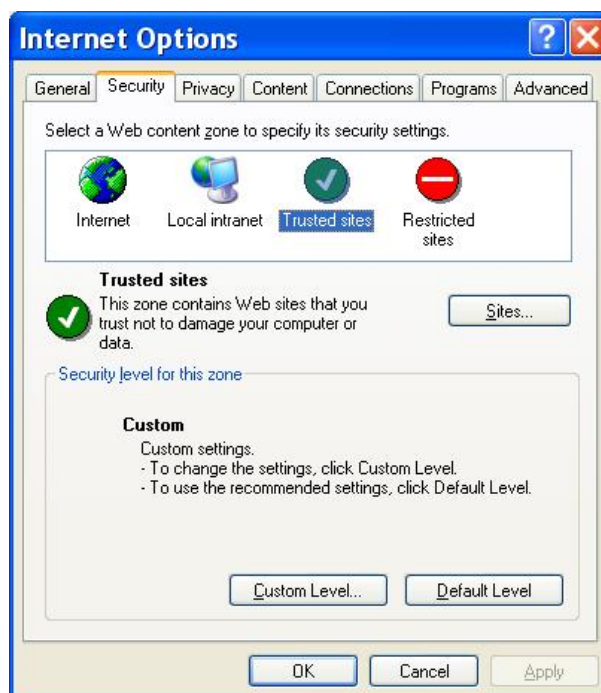 Internet Options
General Security Privacy Content Connections Programs Advanced
Select a Web content zone to specify its security settings.
Internet Local intranet Trusted sites Restricted
sites
Trusted sites
This zone contains Web sites that you
trust not to damage your computer or
data.
Sites...
Security level for this zone
Custom
Custom settings.
- To change the settings, click Custom Level.
- To use the recommended settings, click Default Level.
Custom Level... Default Level
OK Cancel Apply